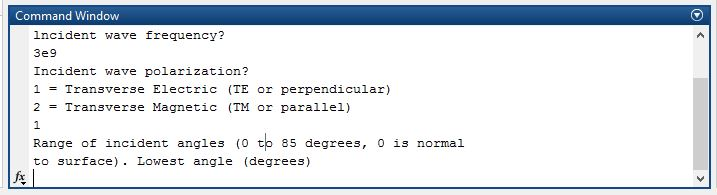 Command Window
Incident wave frequency?
3e9
Incident wave polarization?
1 = Transverse Electric (TE or perpendicular)
2 = Transverse Magnetic (TM or parallel)
1
Range of incident angles (0 to 85 degrees, 0 is normal
to surface). Lowest angle (degrees)
fx